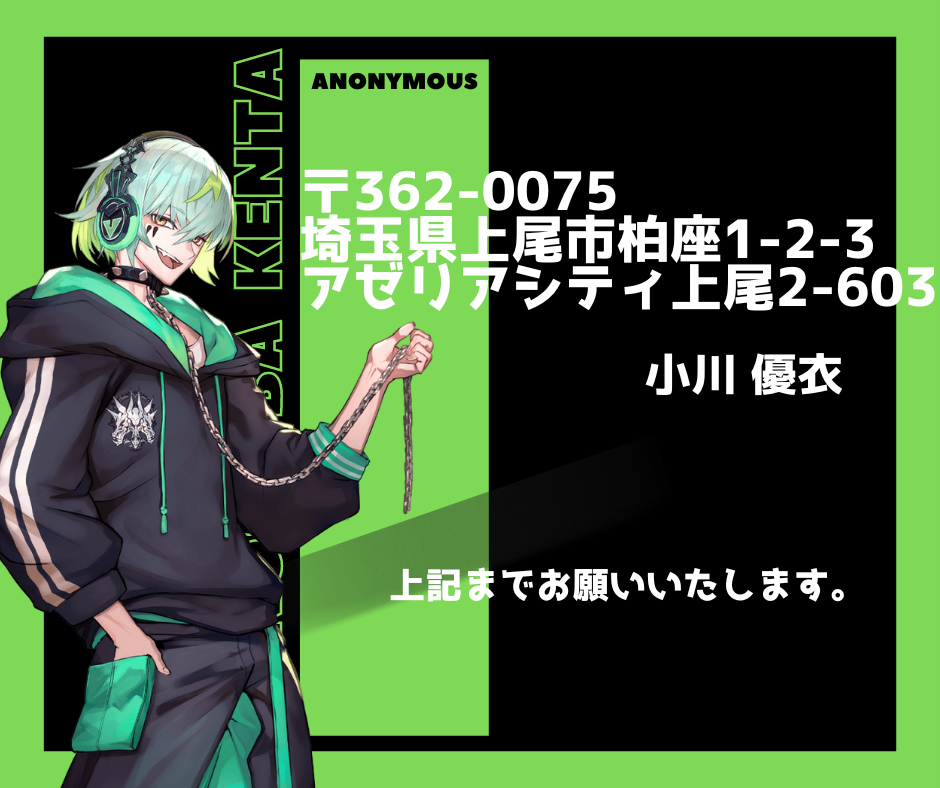 ANONYMOUS
KENTA
〒362-0075
埼玉県上尾市柏座1-2-3
アゼリアシティ上尾2-603
小川 優衣
上記までお願いいたします。